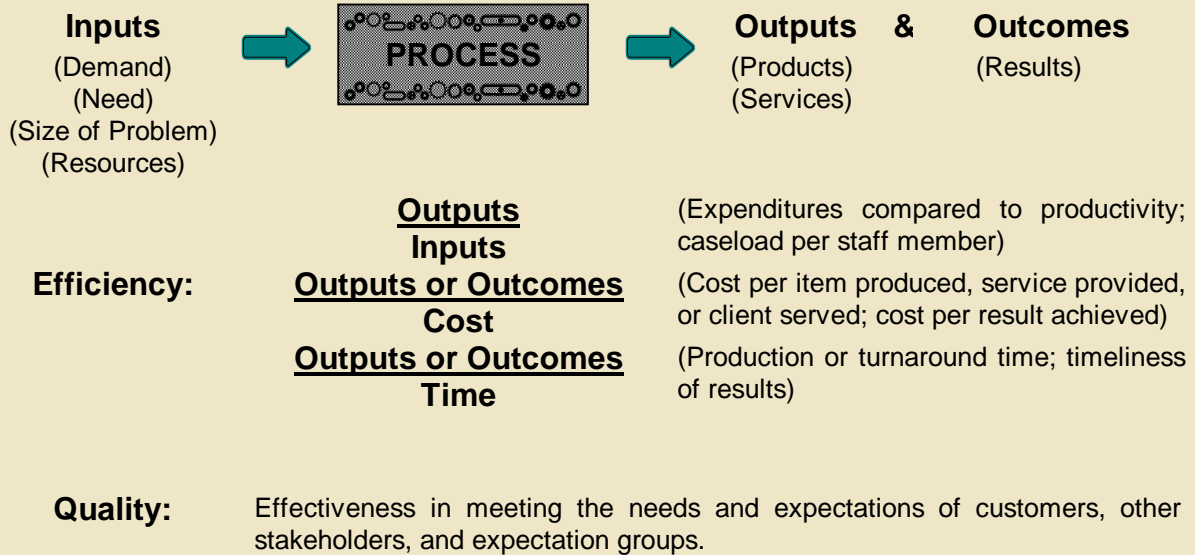 Inputs
(Demand)
(Need)
(Size of Problem)
(Resources)
PROCESS
Outputs & Outcomes
(Products) (Results)
(Services)
Efficiency:
Outputs
Inputs
(Expenditures compared to productivity;
caseload per staff member)
Outputs or Outcomes
Cost
(Cost per item produced, service provided,
or client served; cost per result achieved)
Outputs or Outcomes
Time
(Production or turnaround time; timeliness
of results)
Quality:
Effectiveness in meeting the needs and expectations of customers, other
stakeholders, and expectation groups.